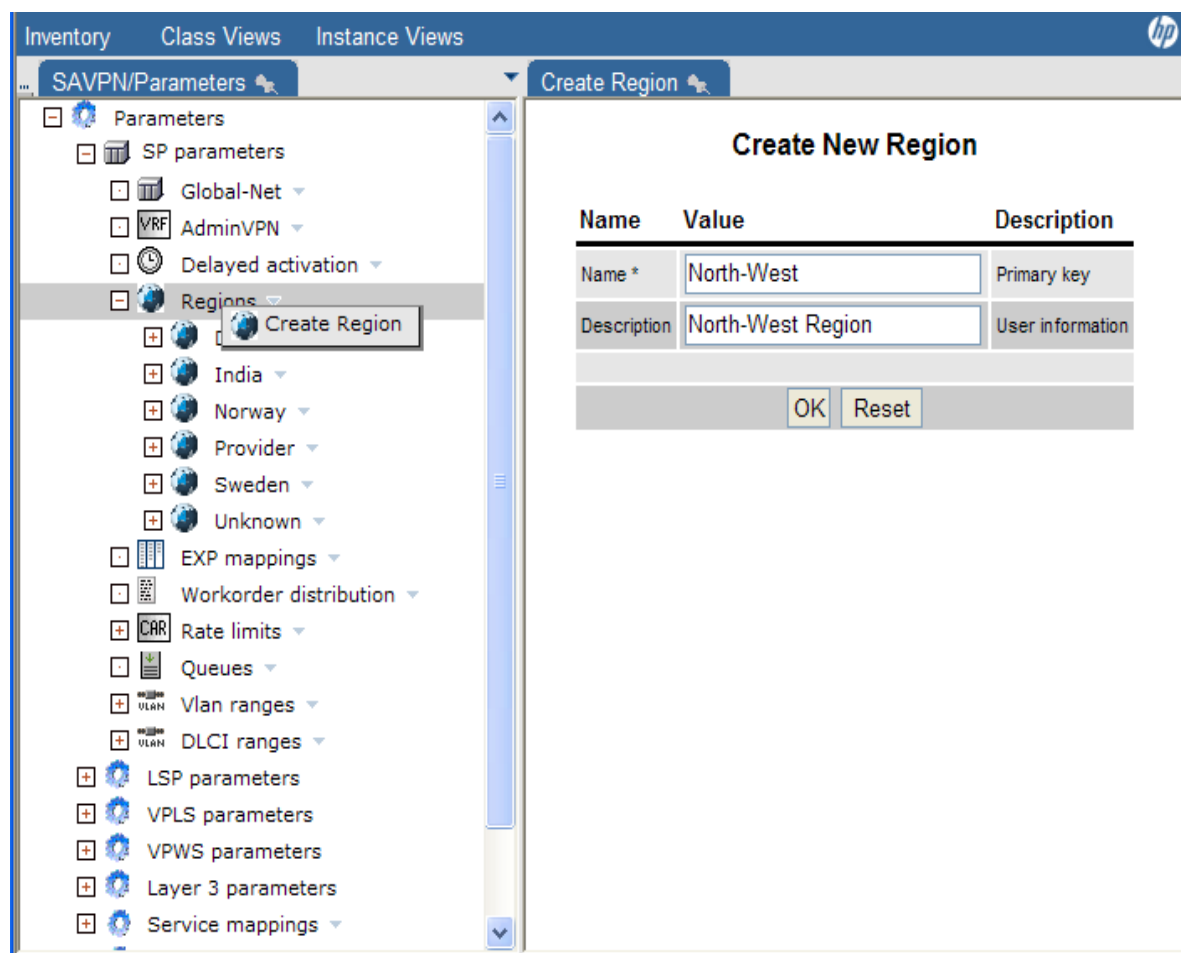 Inventory Class Views Instance Views hp
... SAVPN/Parameters
Create Region
Parameters
SP parameters
Global-Net
VRF AdminVPN
Delayed activation
Regions
Create Region
India
Norway
Provider
Sweden
Unknown
EXP mappings
Workorder distribution
CAR Rate limits
Queues
VLAN Vlan ranges
VLAN DLCI ranges
LSP parameters
VPLS parameters
VPWS parameters
Layer 3 parameters
Service mappings
Create New Region
Name Value Description
Name * North-West Primary key
Description North-West Region User information
OK Reset